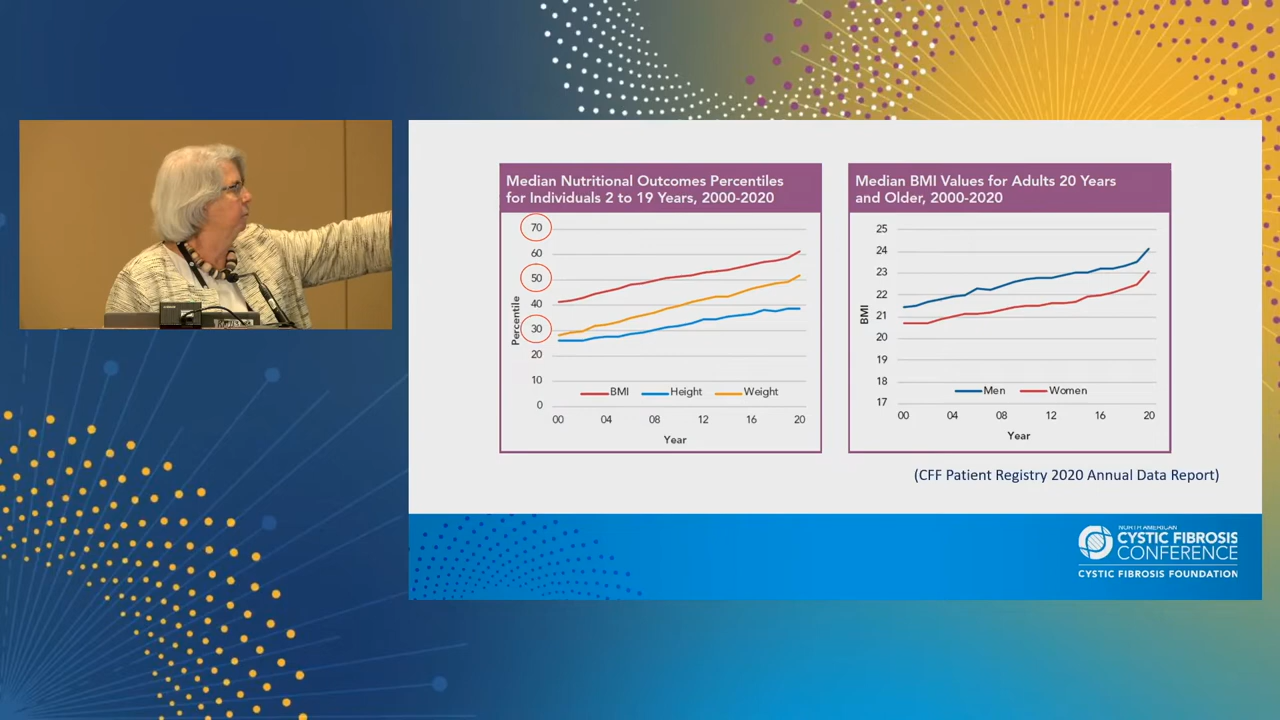 Median Nutritional Outcomes Percentiles
for Individuals 2 to 19 Years, 2000-2020
70
60
50
40
30
20
10
0
Percentile
BMI
Height
Weight
00
04
08
12
16
20
Year
Median BMI Values for Adults 20 Years
and Older, 2000-2020
25
24
23
22
21
20
19
18
17
BMI
Men
Women
00
04
08
12
16
20
Year
(CFF Patient Registry 2020 Annual Data Report)
NORTH AMERICAN
CYSTIC FIBROSIS
CONFERENCE
CYSTIC FIBROSIS FOUNDATION